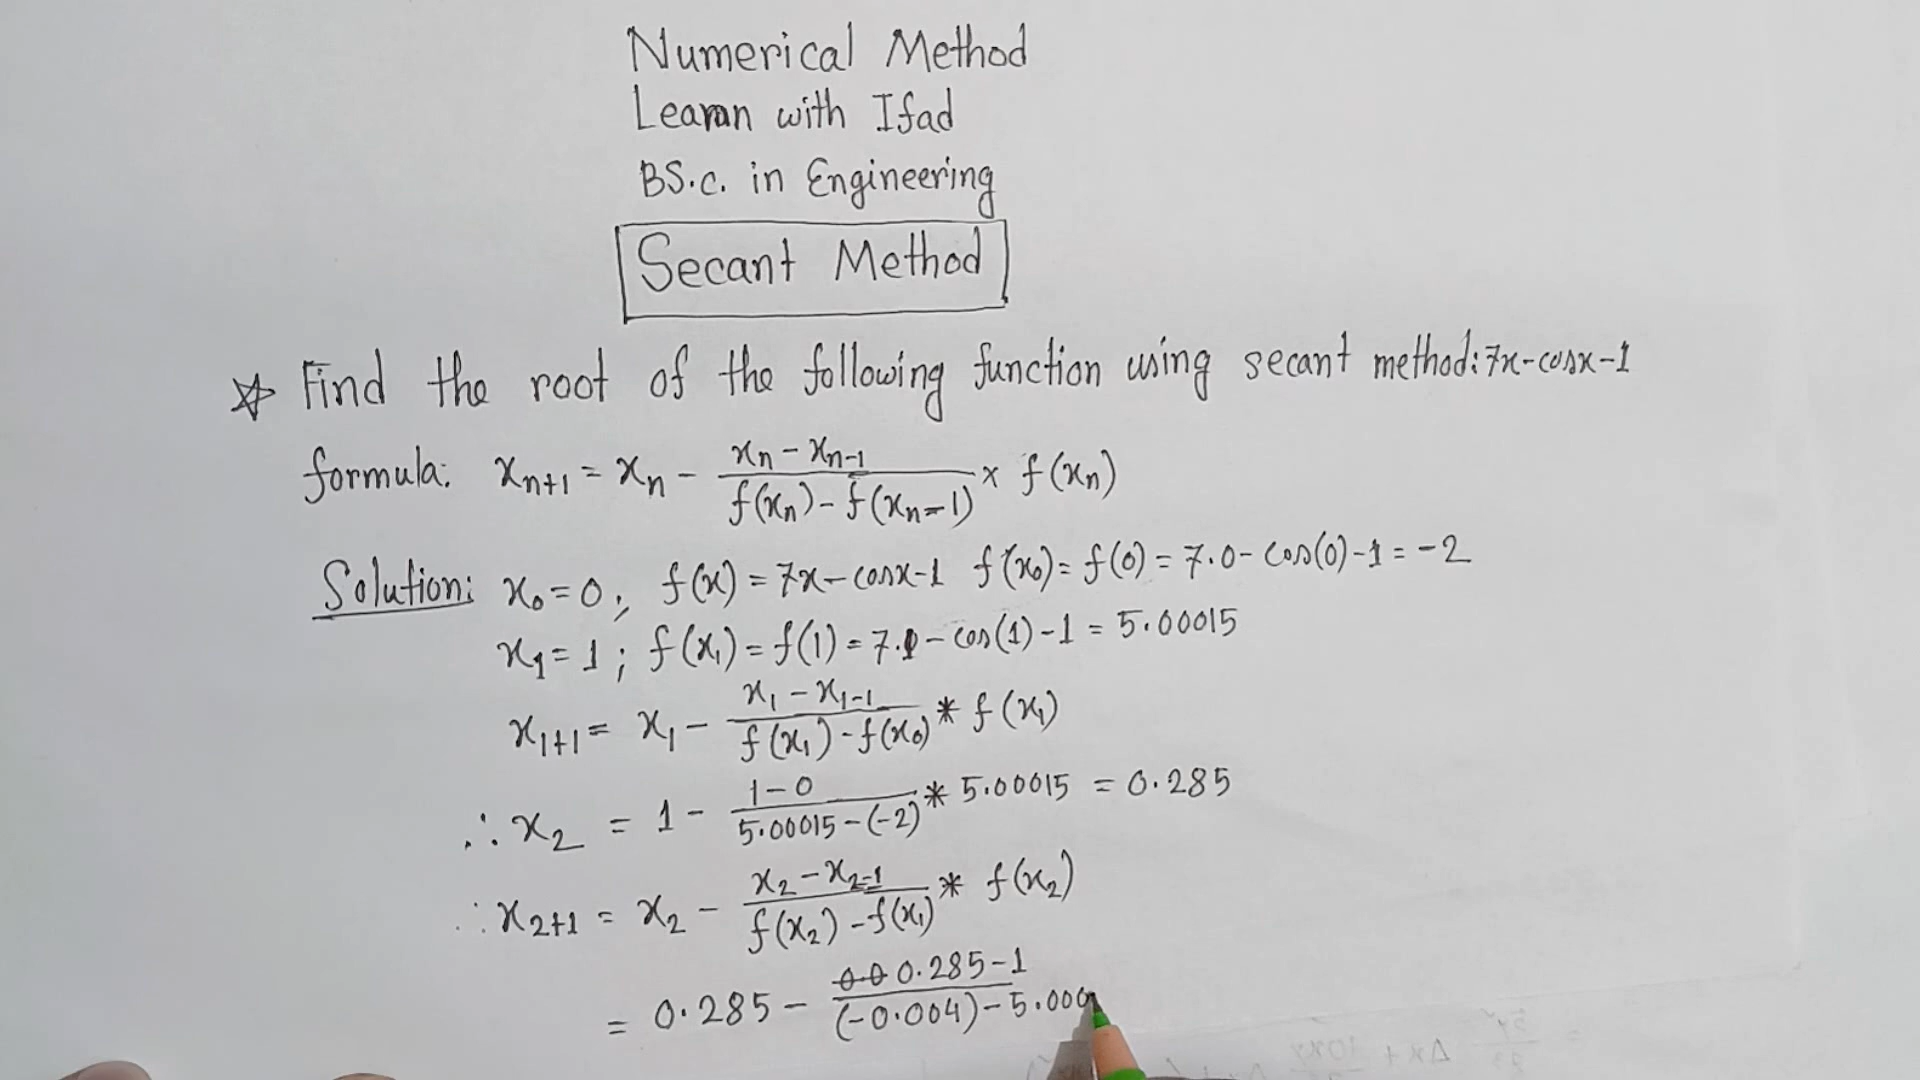 Numerical Method
Learn with Ifad
BS.c. in Engineering
Secant Method
☆ Find the root of the following function using secant method: 7x-cosx-1
formula: xₙ₊₁ = xₙ - (xₙ - xₙ₋₁)/(f(xₙ) - f(xₙ-1)) × f(xₙ)
Solution: x₀ = 0; f(x) = 7x - cosx - 1 f(x₀) = f(0) = 7.0 - cos(0) - 1 = -2
x₁ = 1; f(x₁) = f(1) = 7.1 - cos(1) - 1 = 5.00015
x₁₊₁ = x₁ - (x₁ - x₁₋₁)/(f(x₁) - f(x₀)) * f(x₁)
∴ x₂ = 1 - (1-0)/(5.00015 - (-2)) * 5.00015 = 0.285
∴ x₂₊₁ = x₂ - (x₂ - x₂₋₁)/(f(x₂) - f(x₁)) * f(x₂)
= 0.285 - (0.285 - 1)/((-0.004) - 5.000